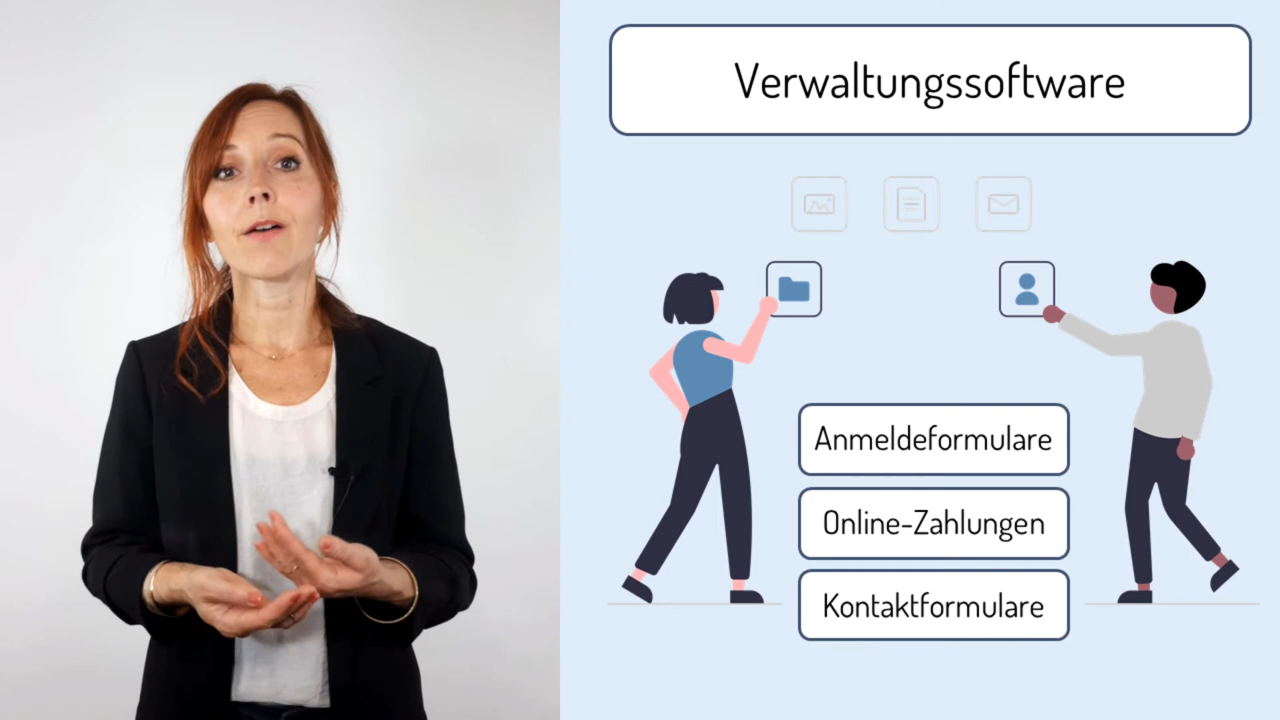 Verwaltungssoftware
Anmeldeformulare
Online-Zahlungen
Kontaktformulare